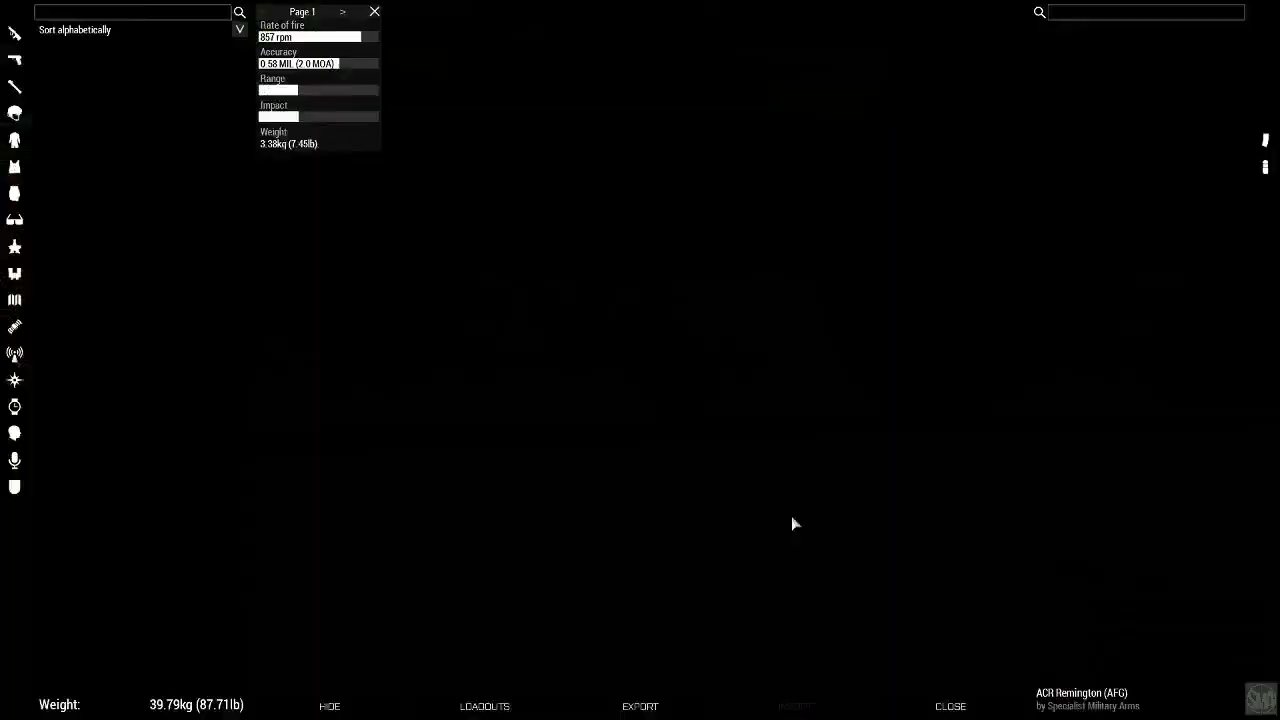 Page 1 >
Sort alphabetically
V
Rate of fire
857 rpm
Accuracy
0.58 MIL (2.0 MOA)
Range
Impact
Weight
3.38kg (7.45lb)
Weight:
39.79kg (87.71lb)
HIDE
LOADOUTS
EXPORT
IMPORT
CLOSE
ACR Remington (AFG)
by Specialist Military Arms